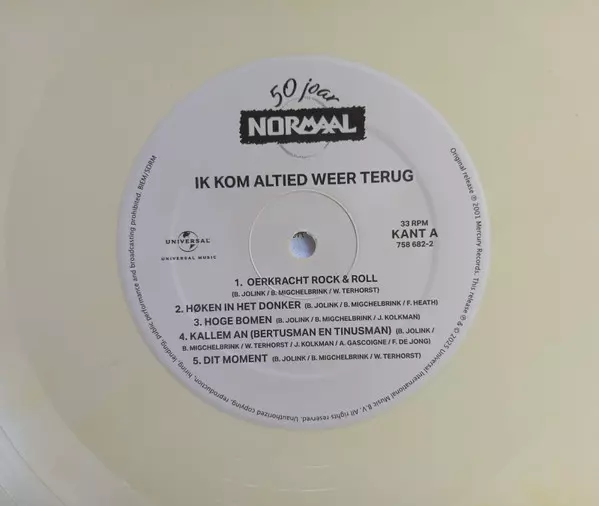 50 joar
NORMAAL
IK KOM ALTIED WEER TERUG
UNIVERSAL
UNIVERSAL MUSIC
33 RPM
KANT A
758 682-2
1. OERKRACHT ROCK & ROLL
(B. JOLINK / B. MIGCHELBRINK / W. TERHORST)
2. HØKEN IN HET DONKER (B. JOLINK / B. MIGCHELBRINK / F. HEATH)
3. HOGE BOMEN (B. JOLINK / B. MIGCHELBRINK / J. KOLKMAN)
4. KALLEM AN (BERTUSMAN EN TINUSMAN) (B. JOLINK /
B. MIGCHELBRINK / W. TERHORST / J. KOLKMAN / A. GASCOIGNE / F. DE JONG)
5. DIT MOMENT (B. JOLINK / B. MIGCHELBRINK / W. TERHORST)
Original release ℗ 2001 Mercury Records. This release ℗ & © 2025 Universal International Music B.V. All rights reserved. Unauthorized copying, reproduction, hiring, lending, public performance and broadcasting prohibited. BIEM/SDRM